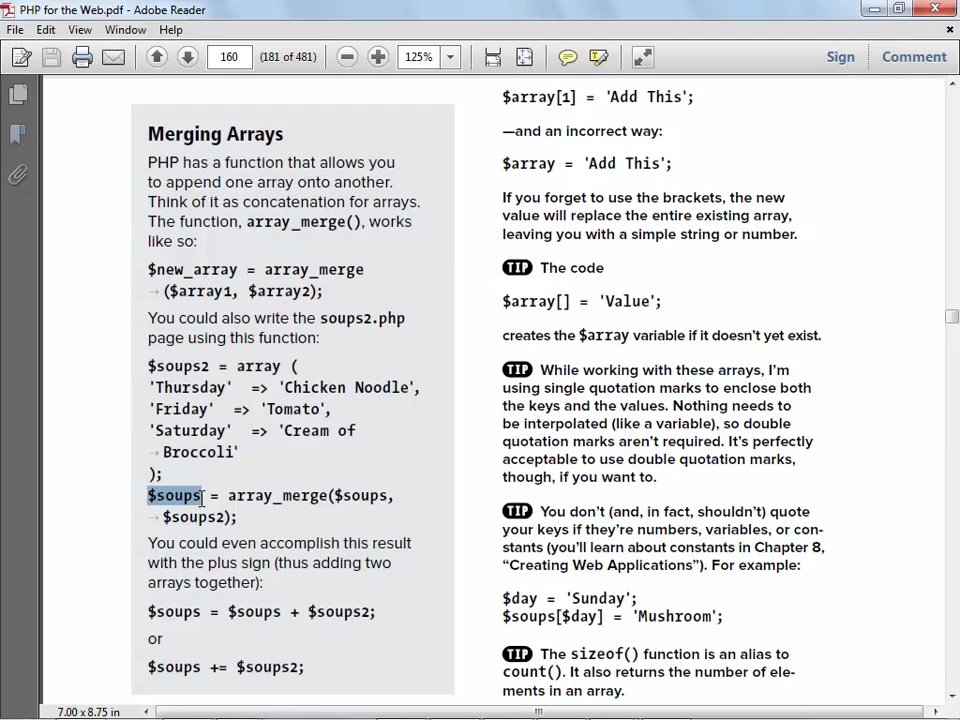 PHP for the Web.pdf - Adobe Reader
File Edit View Window Help
160 (181 of 481) 125% Sign Comment
Merging Arrays
PHP has a function that allows you
to append one array onto another.
Think of it as concatenation for arrays.
The function, array_merge(), works
like so:
$new_array = array_merge
→ ($array1, $array2);
You could also write the soups2.php
page using this function:
$soups2 = array (
'Thursday' => 'Chicken Noodle',
'Friday' => 'Tomato',
'Saturday' => 'Cream of
→ Broccoli'
);
$soups = array_merge($soups,
→ $soups2);
You could even accomplish this result
with the plus sign (thus adding two
arrays together):
$soups = $soups + $soups2;
or
$soups += $soups2;
$array[1] = 'Add This';
—and an incorrect way:
$array = 'Add This';
If you forget to use the brackets, the new
value will replace the entire existing array,
leaving you with a simple string or number.
TIP The code
$array[] = 'Value';
creates the $array variable if it doesn't yet exist.
TIP While working with these arrays, I'm
using single quotation marks to enclose both
the keys and the values. Nothing needs to
be interpolated (like a variable), so double
quotation marks aren't required. It's perfectly
acceptable to use double quotation marks,
though, if you want to.
TIP You don't (and, in fact, shouldn't) quote
your keys if they're numbers, variables, or con-
stants (you'll learn about constants in Chapter 8,
“Creating Web Applications”). For example:
$day = 'Sunday';
$soups[$day] = 'Mushroom';
TIP The sizeof() function is an alias to
count(). It also returns the number of ele-
ments in an array.
7.00 x 8.75 in